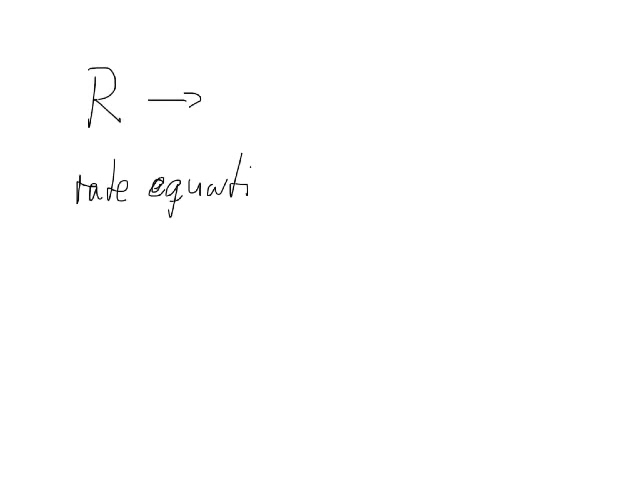 R →
rate equati